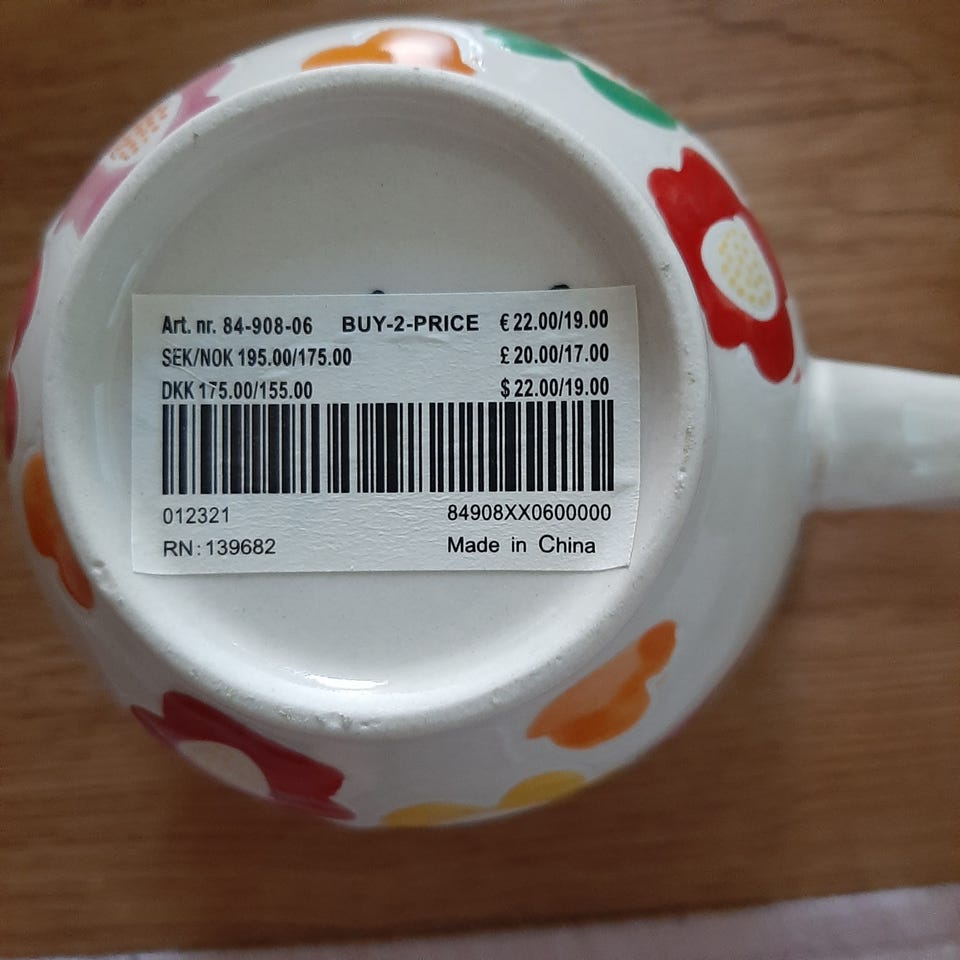 Art. nr. 84-908-06 BUY-2-PRICE € 22.00/19.00
SEK/NOK 195.00/175.00 £ 20.00/17.00
DKK 175.00/155.00 $ 22.00/19.00
012321 84908XX0600000
RN: 139682 Made in China